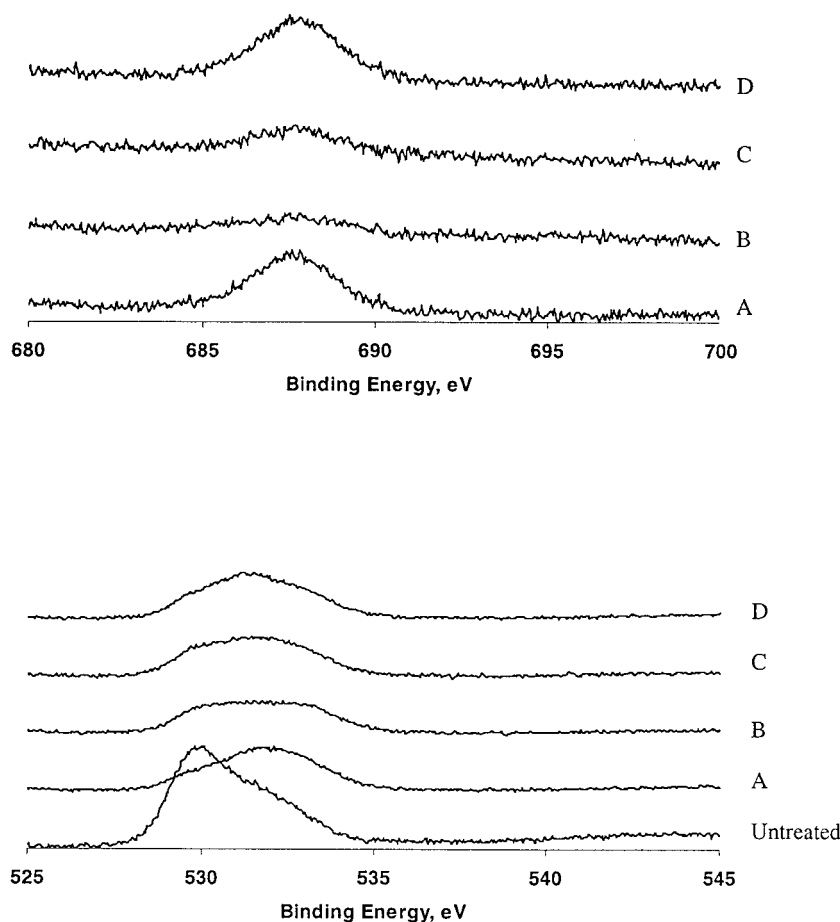 D
C
B
A
680 685 690 695 700
Binding Energy, eV
D
C
B
A
Untreated
525 530 535 540 545
Binding Energy, eV